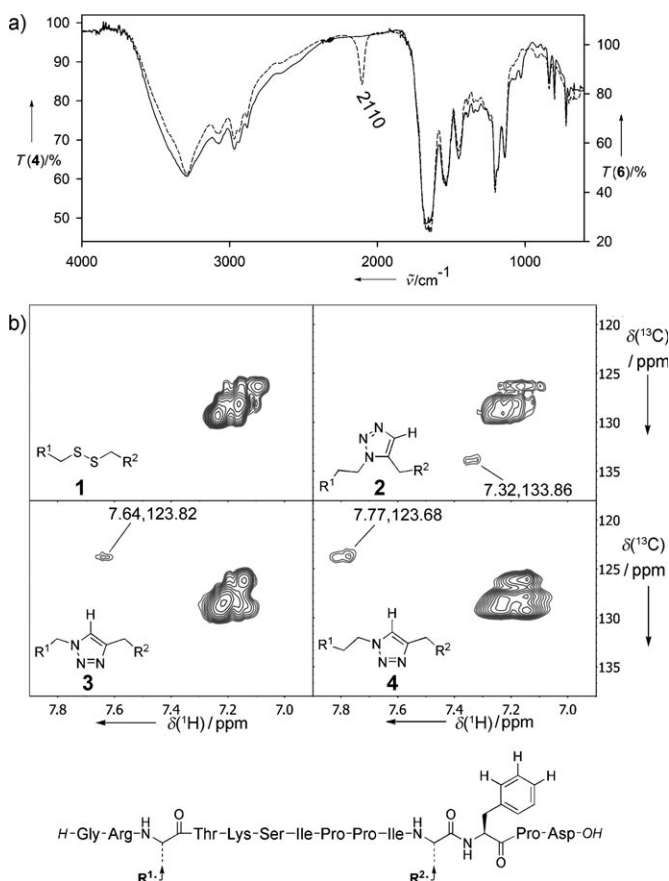 a)
100
90
80
70
60
50
T(4)/%
100
80
60
40
20
T(6)/%
2110
4000 3000 2000 1000
ν̃/cm⁻¹
b)
R¹ S S R²
1
N N N H R¹ R²
2
7.32,133.86
120
125
130
135
δ(¹³C)
/ ppm
7.64,123.82
H R¹ N N N R²
3
7.77,123.68
H R¹ N N N R²
4
120
125
130
135
δ(¹³C)
/ ppm
7.8 7.6 7.4 7.2 7.0 7.8 7.6 7.4 7.2 7.0
δ(¹H) / ppm δ(¹H) / ppm
H H H
H-Gly-Arg-N H O Thr-Lys-Ser-Ile-Pro-Pro-Ile N H O N H O Pro-Asp-OH
R¹· R²·